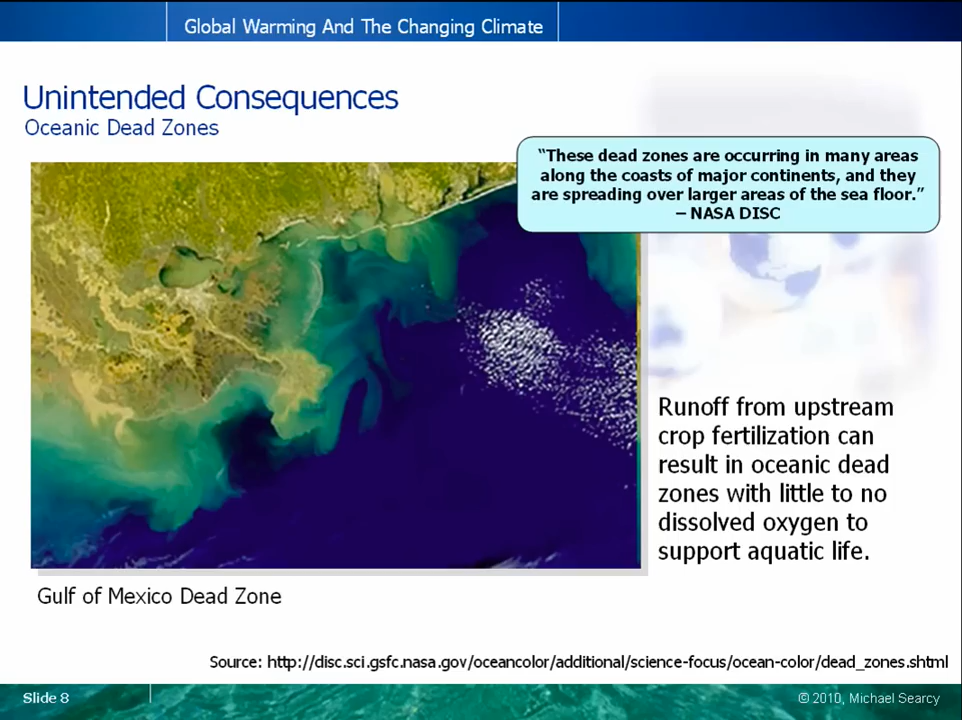 Global Warming And The Changing Climate
Unintended Consequences
Oceanic Dead Zones
“These dead zones are occurring in many areas
along the coasts of major continents, and they
are spreading over larger areas of the sea floor.”
– NASA DISC
Runoff from upstream
crop fertilization can
result in oceanic dead
zones with little to no
dissolved oxygen to
support aquatic life.
Gulf of Mexico Dead Zone
Source: http://disc.sci.gsfc.nasa.gov/oceancolor/additional/science-focus/ocean-color/dead_zones.shtml
Slide 8
© 2010, Michael Searcy